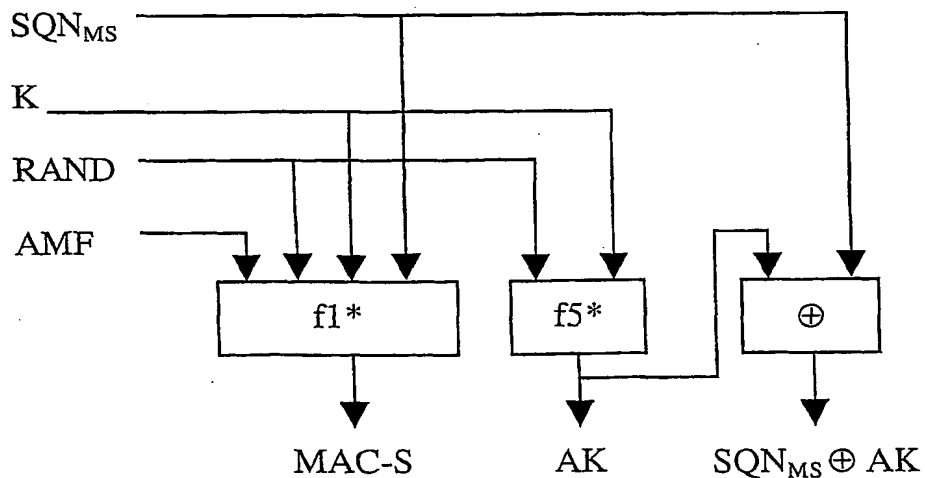 SQN_MS
K
RAND
AMF
f1* f5* ⊕
MAC-S AK SQN_MS ⊕ AK